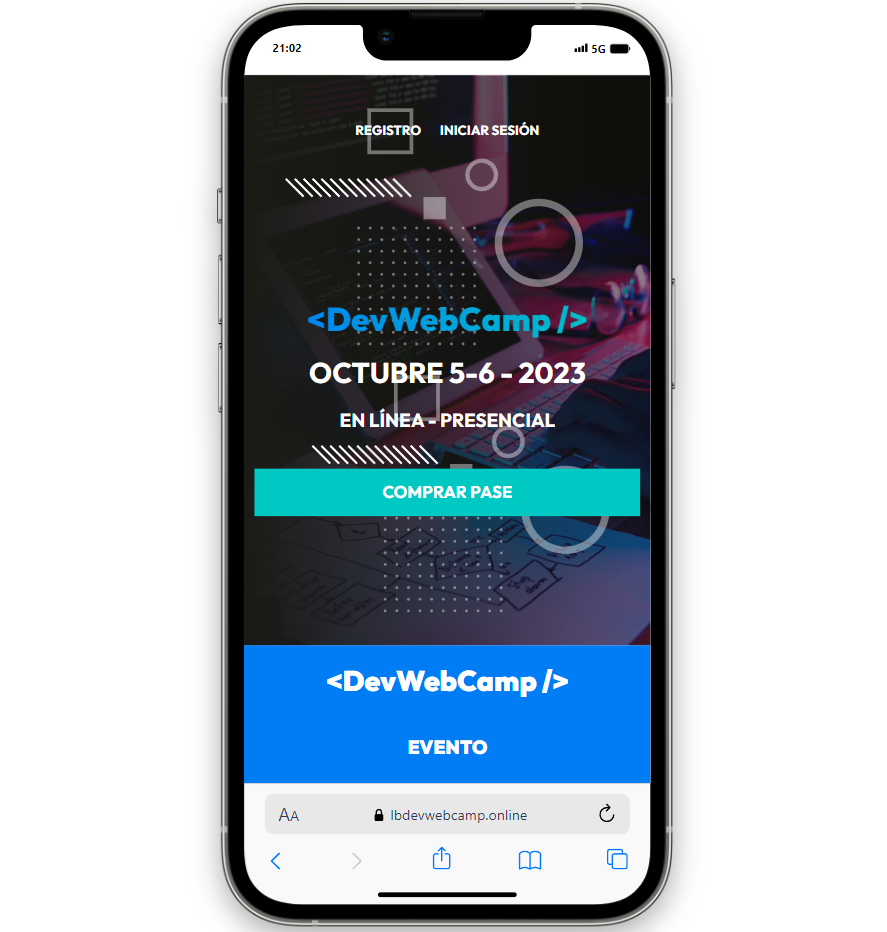 21:02 5G
REGISTRO INICIAR SESIÓN
<DevWebCamp />
OCTUBRE 5-6 - 2023
EN LÍNEA - PRESENCIAL
COMPRAR PASE
<DevWebCamp />
EVENTO
AA lbdevwebcamp.online